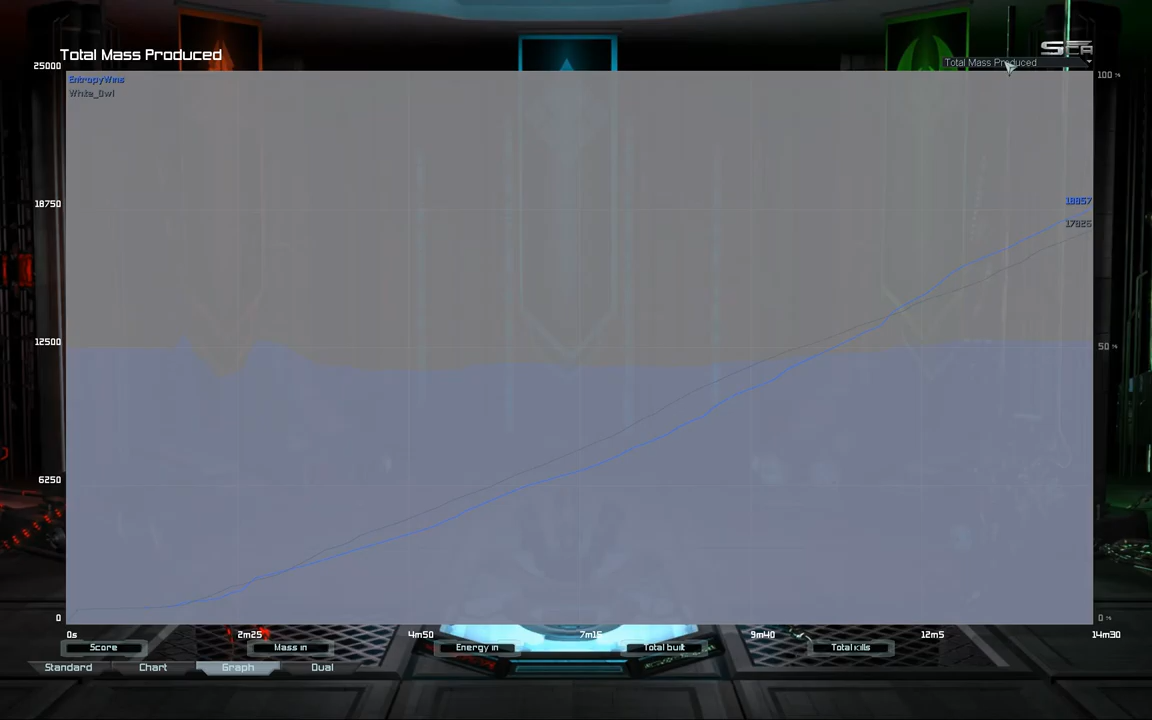 Total Mass Produced
SCA
Total Mass Produced
25000
EntropyWins
White_Owl
100 %
18750
18857
17826
12500
50 %
6250
0
0 %
0s
2m25
4m50
7m15
9m40
12m5
14m30
Score
Mass in
Energy in
Total built
Total kills
Standard
Chart
Graph
Dual